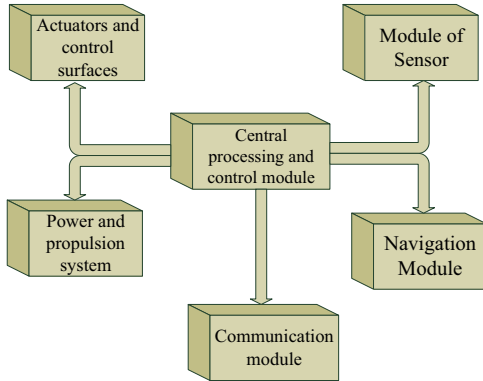 Actuators and
control
surfaces
Module of
Sensor
Central
processing and
control module
Power and
propulsion
system
Navigation
Module
Communication
module